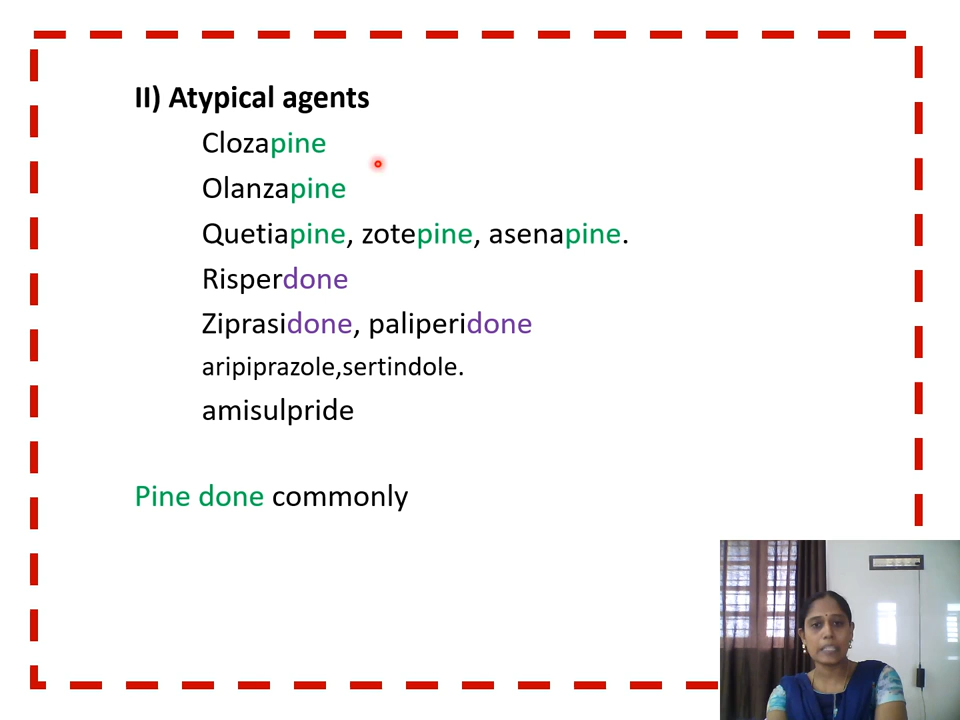 II) Atypical agents
Clozapine
Olanzapine
Quetiapine, zotepine, asenapine.
Risperdone
Ziprasidone, paliperidone
aripiprazole,sertindole.
amisulpride
Pine done commonly